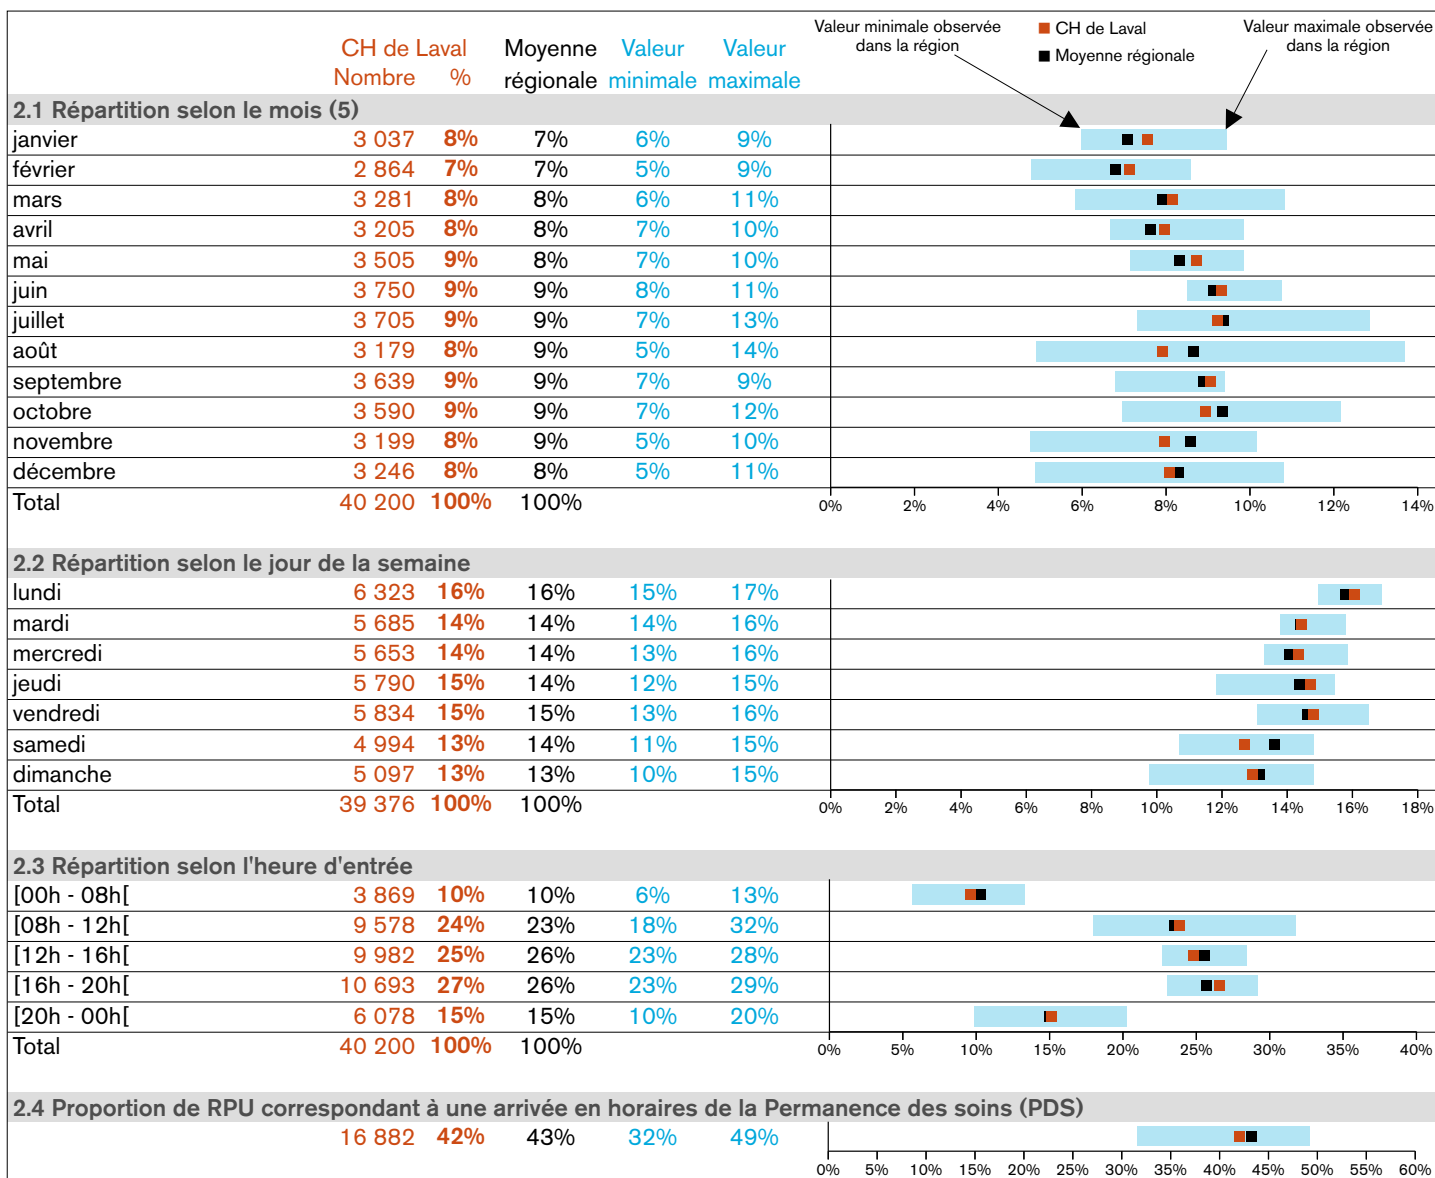 Valeur minimale observée
dans la région
CH de Laval
Moyenne régionale
Valeur maximale observée
dans la région
CH de Laval Moyenne Valeur Valeur
Nombre % régionale minimale maximale
2.1 Répartition selon le mois (5)
janvier 3 037 8% 7% 6% 9%
février 2 864 7% 7% 5% 9%
mars 3 281 8% 8% 6% 11%
avril 3 205 8% 8% 7% 10%
mai 3 505 9% 8% 7% 10%
juin 3 750 9% 9% 8% 11%
juillet 3 705 9% 9% 7% 13%
août 3 179 8% 9% 5% 14%
septembre 3 639 9% 9% 7% 9%
octobre 3 590 9% 9% 7% 12%
novembre 3 199 8% 9% 5% 10%
décembre 3 246 8% 8% 5% 11%
Total 40 200 100% 100%
0% 2% 4% 6% 8% 10% 12% 14%
2.2 Répartition selon le jour de la semaine
lundi 6 323 16% 16% 15% 17%
mardi 5 685 14% 14% 14% 16%
mercredi 5 653 14% 14% 13% 16%
jeudi 5 790 15% 14% 12% 15%
vendredi 5 834 15% 15% 13% 16%
samedi 4 994 13% 14% 11% 15%
dimanche 5 097 13% 13% 10% 15%
Total 39 376 100% 100%
0% 2% 4% 6% 8% 10% 12% 14% 16% 18%
2.3 Répartition selon l'heure d'entrée
[00h - 08h[ 3 869 10% 10% 6% 13%
[08h - 12h[ 9 578 24% 23% 18% 32%
[12h - 16h[ 9 982 25% 26% 23% 28%
[16h - 20h[ 10 693 27% 26% 23% 29%
[20h - 00h[ 6 078 15% 15% 10% 20%
Total 40 200 100% 100%
0% 5% 10% 15% 20% 25% 30% 35% 40%
2.4 Proportion de RPU correspondant à une arrivée en horaires de la Permanence des soins (PDS)
16 882 42% 43% 32% 49%
0% 5% 10% 15% 20% 25% 30% 35% 40% 45% 50% 55% 60%